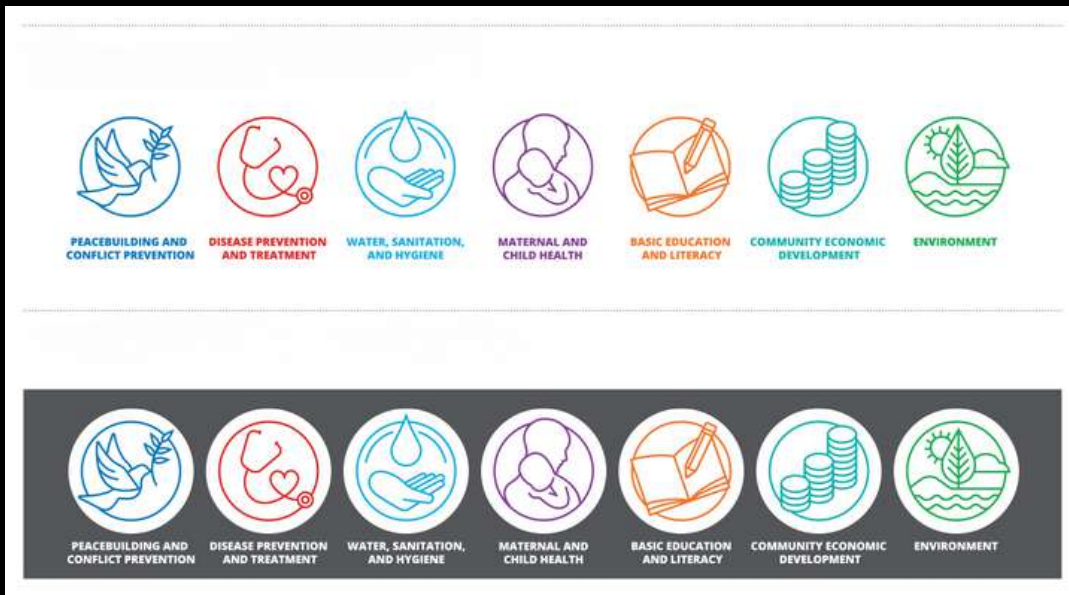 PEACEBUILDING AND
CONFLICT PREVENTION
DISEASE PREVENTION
AND TREATMENT
WATER, SANITATION,
AND HYGIENE
MATERNAL AND
CHILD HEALTH
BASIC EDUCATION
AND LITERACY
COMMUNITY ECONOMIC
DEVELOPMENT
ENVIRONMENT
PEACEBUILDING AND
CONFLICT PREVENTION
DISEASE PREVENTION
AND TREATMENT
WATER, SANITATION,
AND HYGIENE
MATERNAL AND
CHILD HEALTH
BASIC EDUCATION
AND LITERACY
COMMUNITY ECONOMIC
DEVELOPMENT
ENVIRONMENT